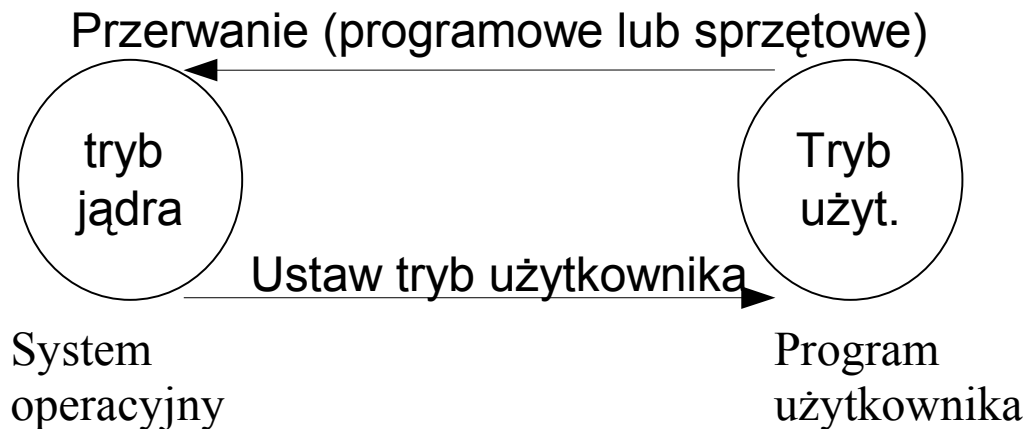 Przerwanie (programowe lub sprzętowe)
tryb
jądra
Tryb
użyt.
Ustaw tryb użytkownika
System
operacyjny
Program
użytkownika